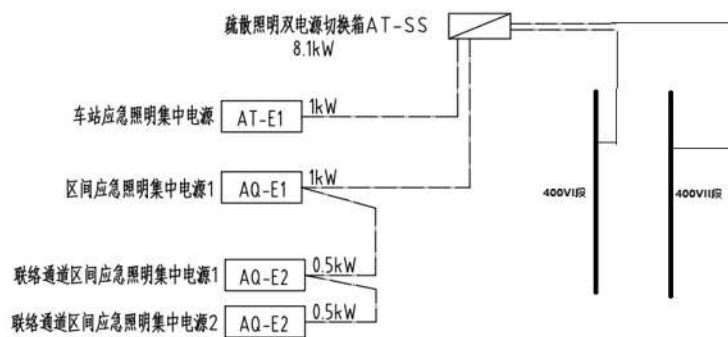 疏散照明双电源切换箱AT-SS
8.1kW
车站应急照明集中电源 AT-E1 1kW
区间应急照明集中电源1 AQ-E1 1kW
400VI段 400VII段
联络通道区间应急照明集中电源1 AQ-E2 0.5kW
联络通道区间应急照明集中电源2 AQ-E2 0.5kW